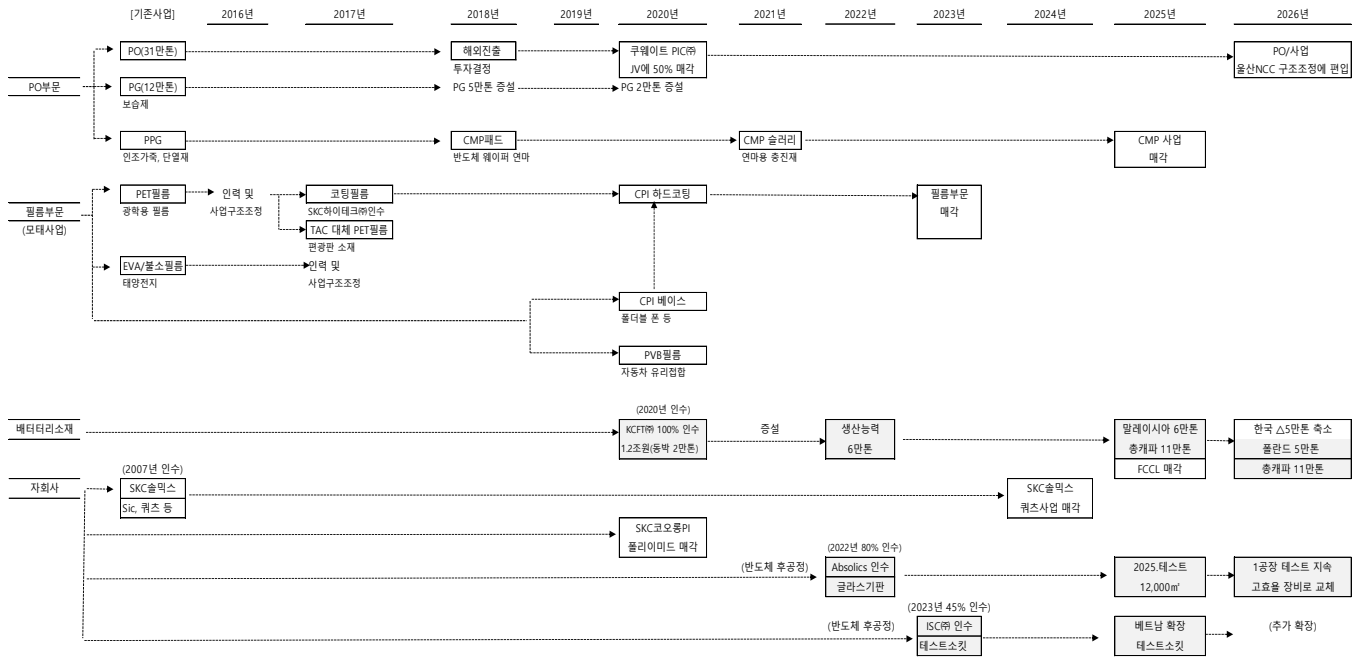 [기존사업] 2016년 2017년 2018년 2019년 2020년 2021년 2022년 2023년 2024년 2025년 2026년
PO부문
PO(31만톤) 해외진출 쿠웨이트 PIC㈜ PO/사업
투자결정 JV에 50% 매각 울산NCC 구조조정에 편입
PG(12만톤) PG 5만톤 증설 PG 2만톤 증설
보습제
PPG CMP패드 CMP 슬러리 CMP 사업
인조가죽, 단열재 반도체 웨이퍼 연마 연마용 충진재 매각
필름부문
(모태사업)
PET필름 인력 및 코팅필름 CPI 하드코팅 필름부문
광학용 필름 사업구조조정 SKC하이테크㈜인수 매각
TAC 대체 PET필름
편광판 소재
EVA/불소필름 인력 및
태양전지 사업구조조정
CPI 베이스
폴더블 폰 등
PVB필름
자동차 유리접합
(2020년 인수)
배터터리소재 KCFT㈜ 100% 인수 증설 생산능력 말레이시아 6만톤 한국 △5만톤 축소
1.2조원(동박 2만톤) 6만톤 총캐파 11만톤 폴란드 5만톤
FCCL 매각 총캐파 11만톤
(2007년 인수)
자회사 SKC솔믹스 SKC솔믹스
Sic, 쿼츠 등 쿼츠사업 매각
SKC코오롱PI
폴리이미드 매각
(2022년 80% 인수)
(반도체 후공정) Absolics 인수 2025.테스트 1공장 테스트 지속
글라스기판 12,000㎡ 고효율 장비로 교체
(2023년 45% 인수)
(반도체 후공정) ISC㈜ 인수 베트남 확장 (추가 확장)
테스트소킷 테스트소킷